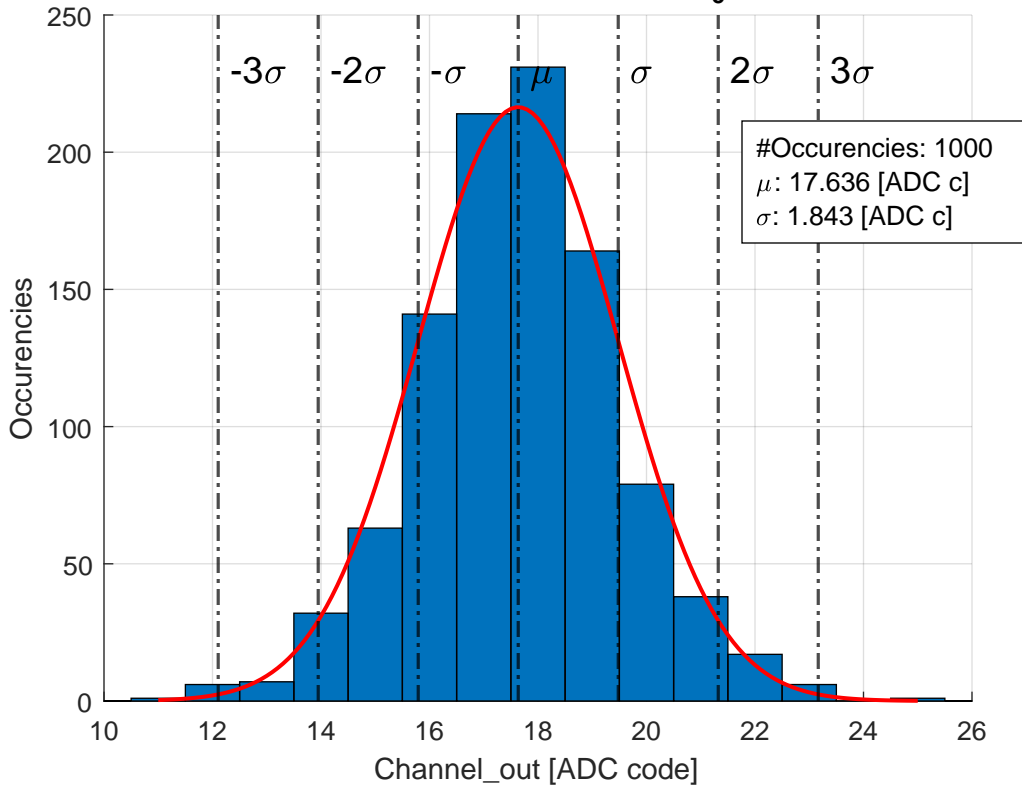 250
200
150
100
50
0
10
12
14
16
18
20
22
24
26
Occurencies
Channel_out [ADC code]
-3σ
-2σ
-σ
μ
σ
2σ
3σ
#Occurencies: 1000
μ: 17.636 [ADC c]
σ: 1.843 [ADC c]